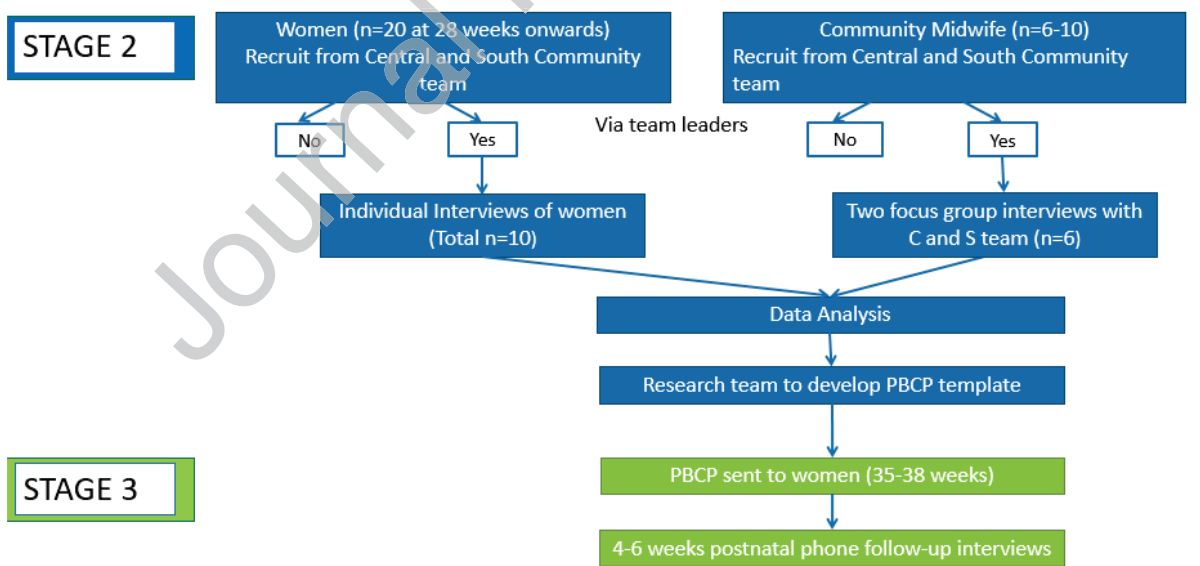 STAGE 2
Women (n=20 at 28 weeks onwards)
Recruit from Central and South Community
team
Community Midwife (n=6-10)
Recruit from Central and South Community
team
No
Yes
Via team leaders
No
Yes
Individual Interviews of women
(Total n=10)
Two focus group interviews with
C and S team (n=6)
Data Analysis
Research team to develop PBCP template
STAGE 3
PBCP sent to women (35-38 weeks)
4-6 weeks postnatal phone follow-up interviews
Journal